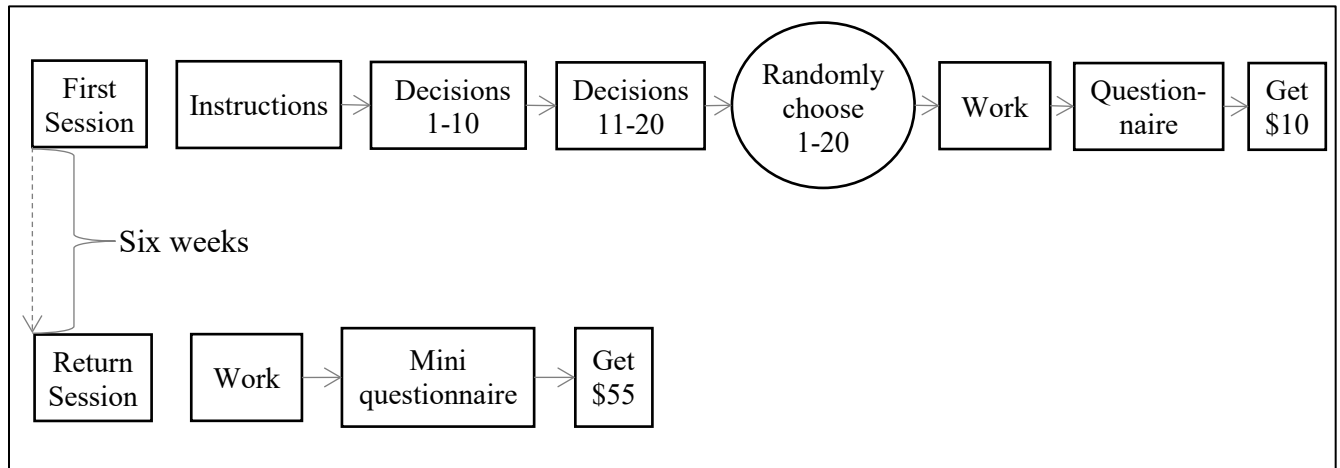 First
Session
Instructions
Decisions
1-10
Decisions
11-20
Randomly
choose
1-20
Work
Question-
naire
Get
$10
Six weeks
Return
Session
Work
Mini
questionnaire
Get
$55